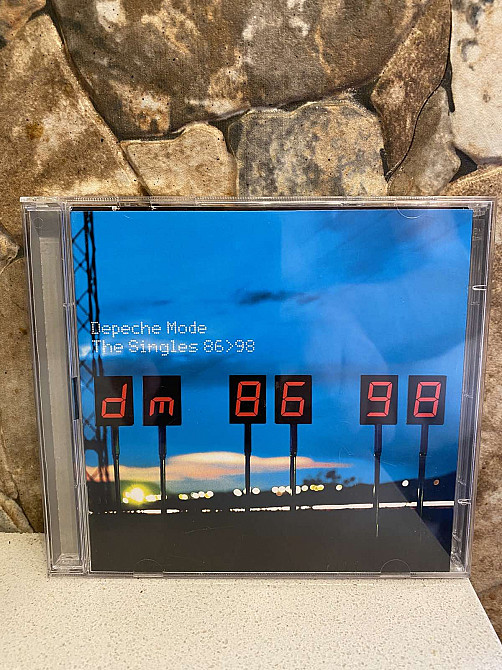 Depeche Mode
The Singles 86>98
dm 86 98